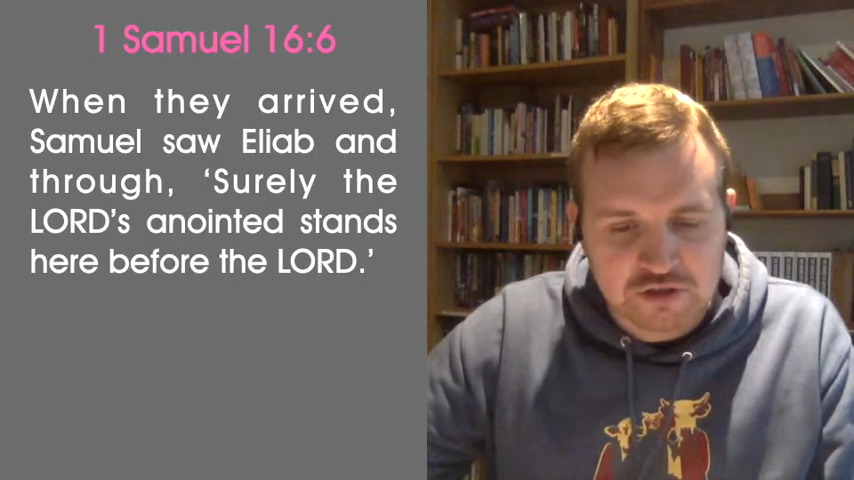 1 Samuel 16:6
When they arrived,
Samuel saw Eliab and
through, ‘Surely the
LORD’s anointed stands
here before the LORD.’